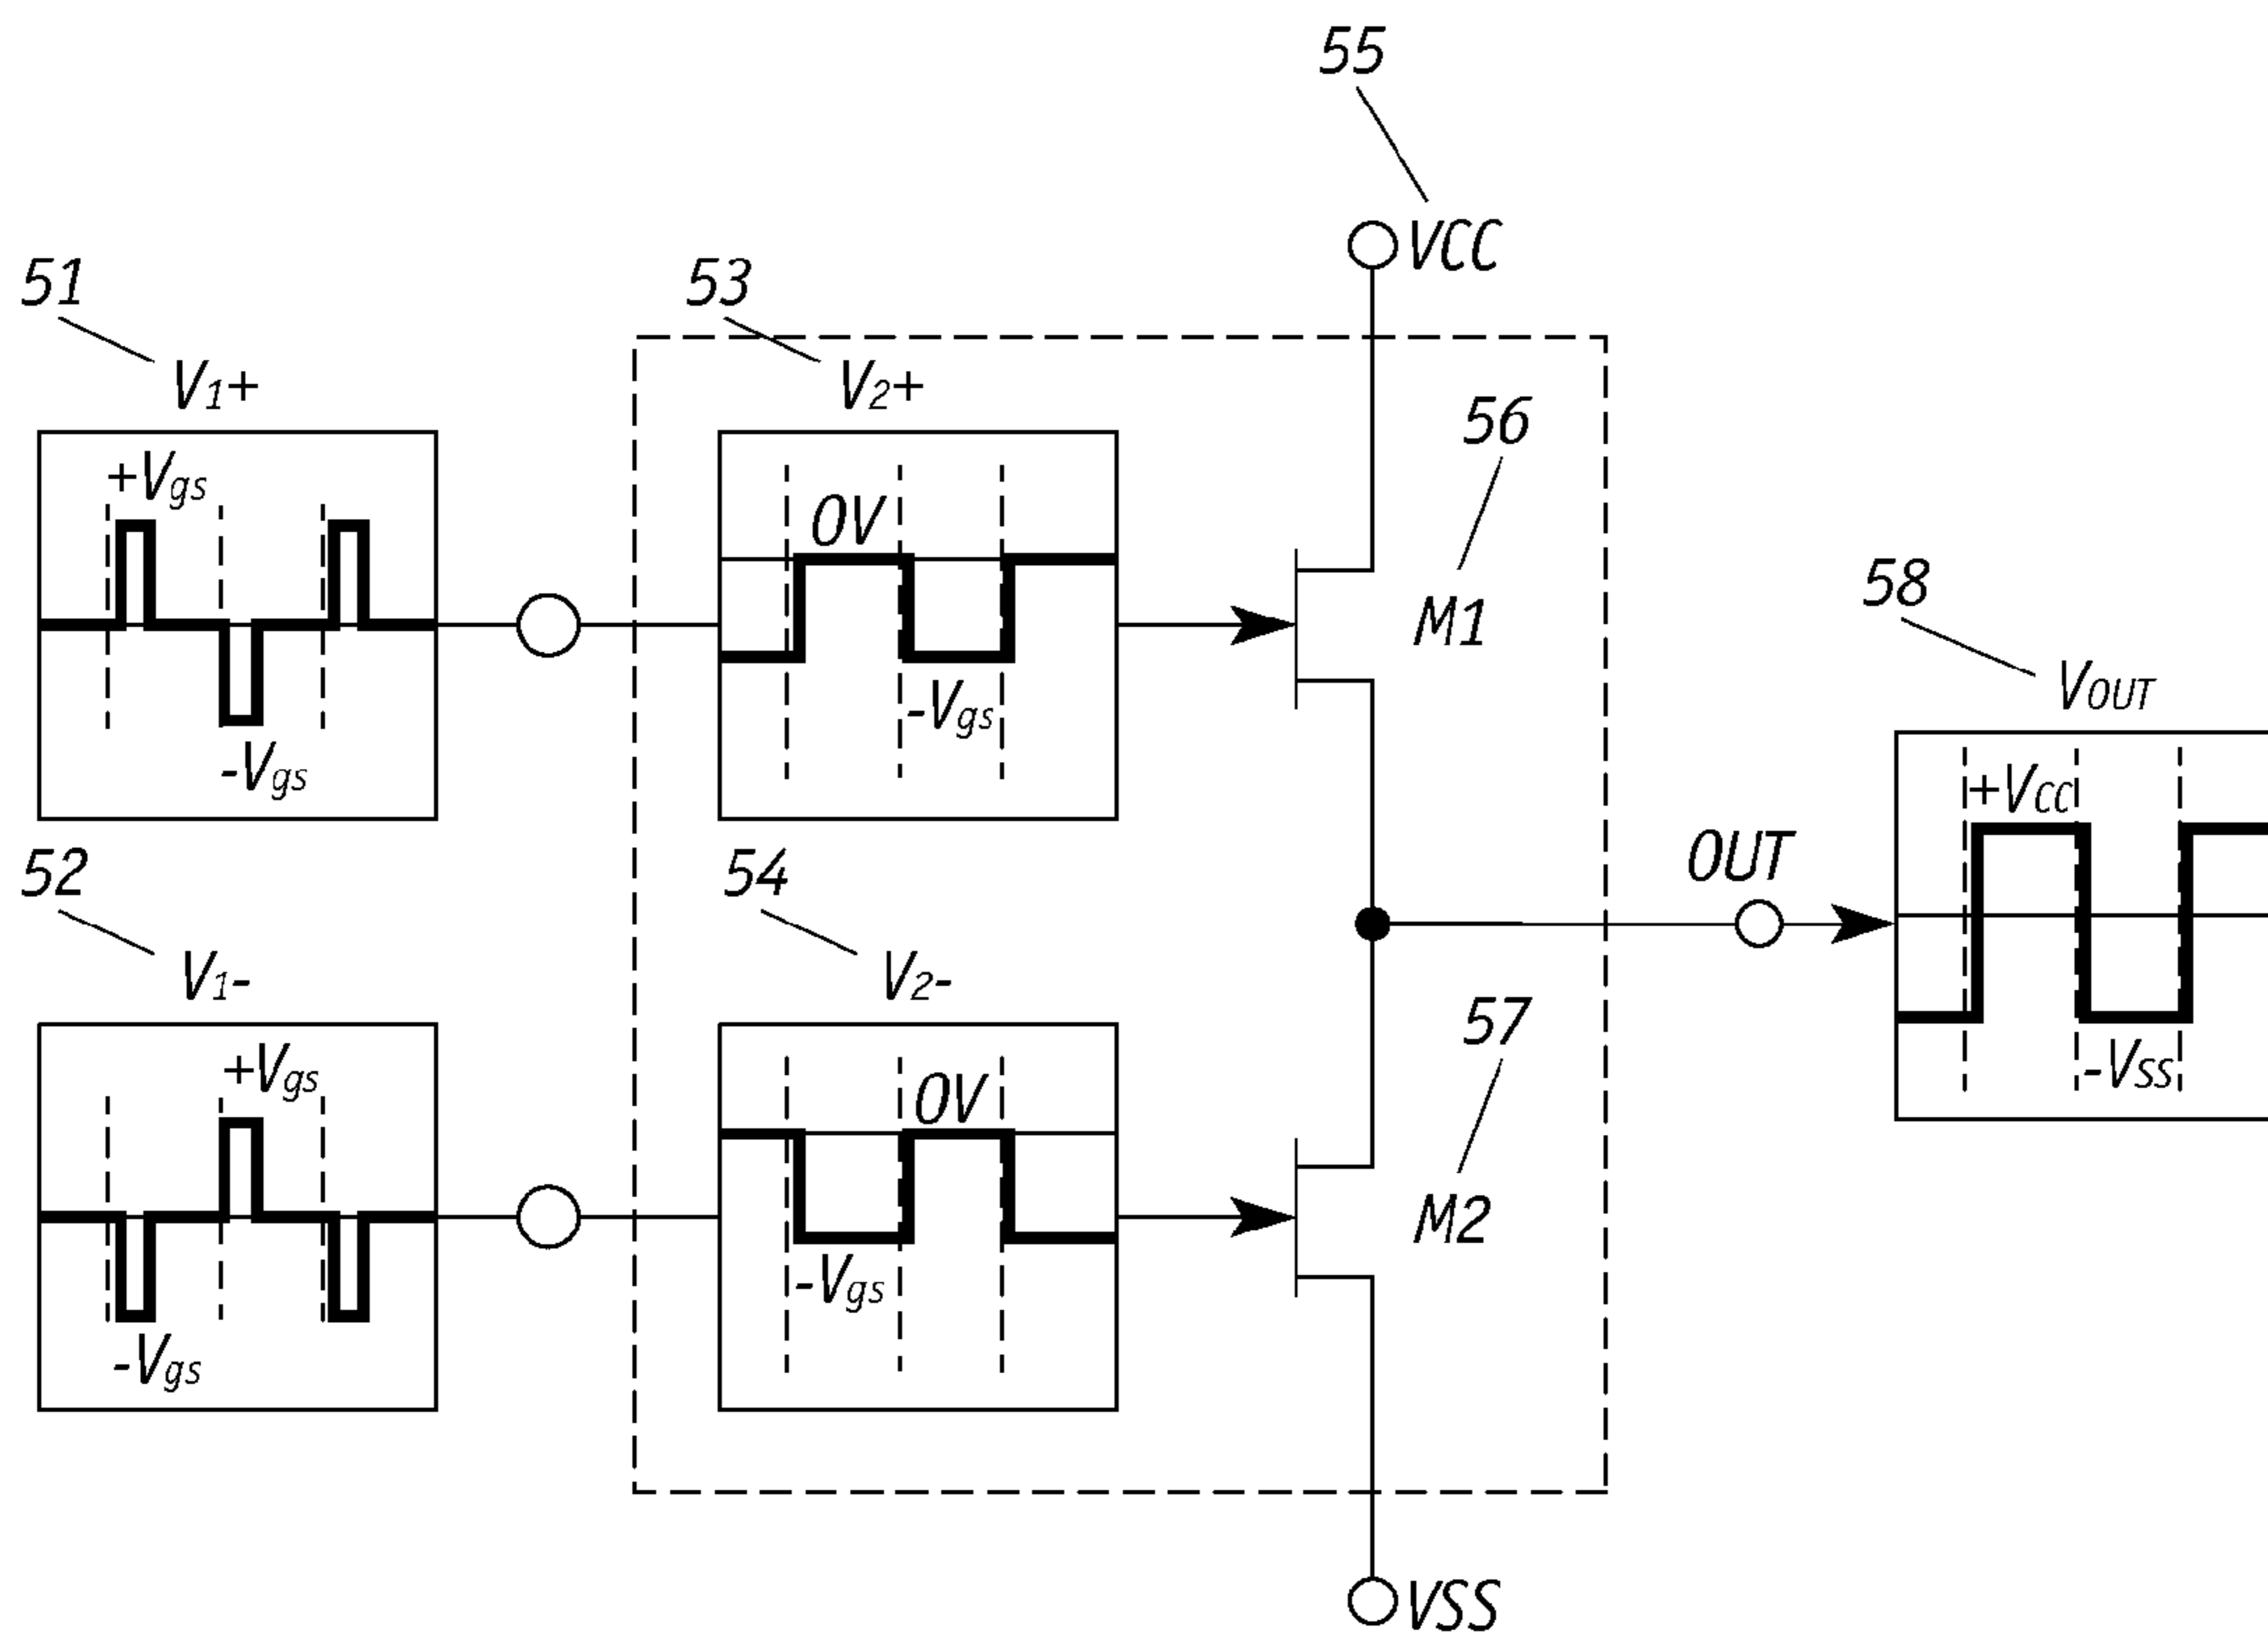 55
VCC
51
V1+
+Vgs
-Vgs
53
V2+
0V
-Vgs
56
M1
58
VOUT
+VCC
-VSS
OUT
52
V1-
+Vgs
-Vgs
54
V2-
0V
-Vgs
57
M2
VSS